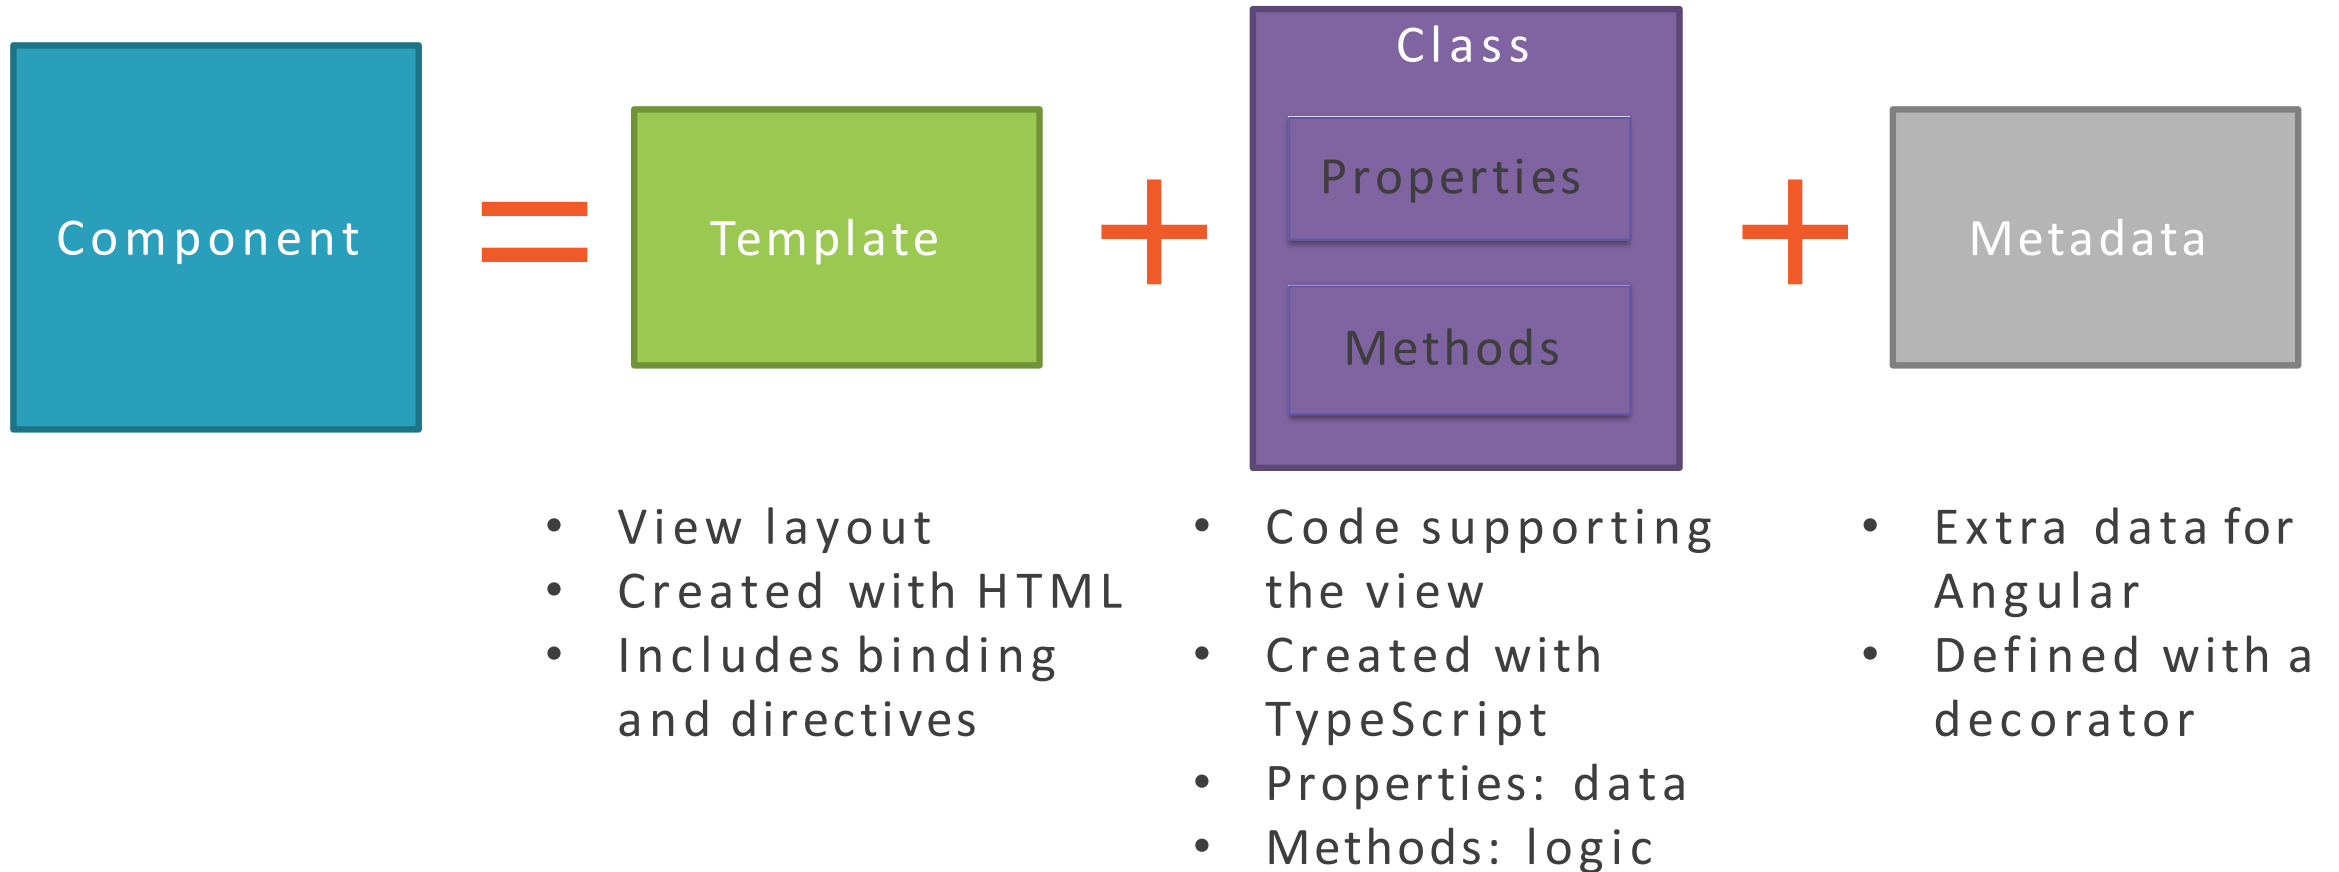 Component
=
Template
+
Class
Properties
Methods
+
Metadata
• View layout
• Created with HTML
• Includes binding
and directives
• Code supporting
the view
• Created with
TypeScript
• Properties: data
• Methods: logic
• Extra data for
Angular
• Defined with a
decorator